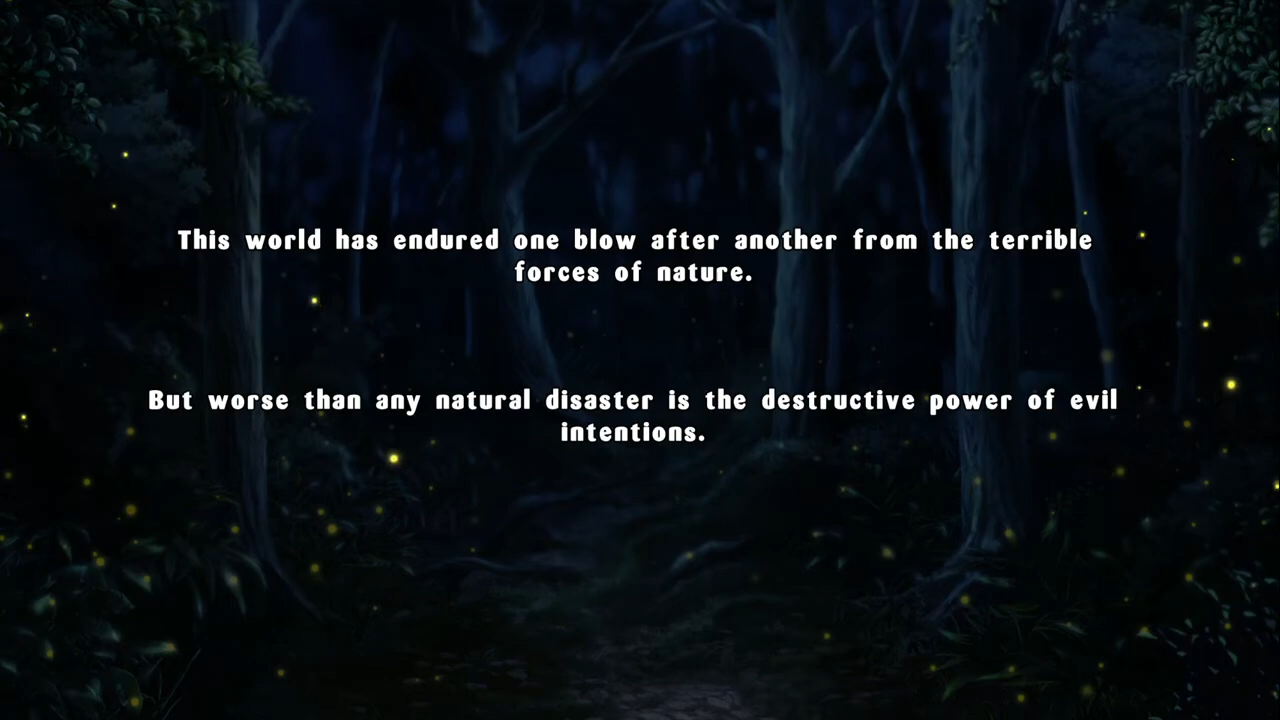 This world has endured one blow after another from the terrible
forces of nature.
But worse than any natural disaster is the destructive power of evil
intentions.